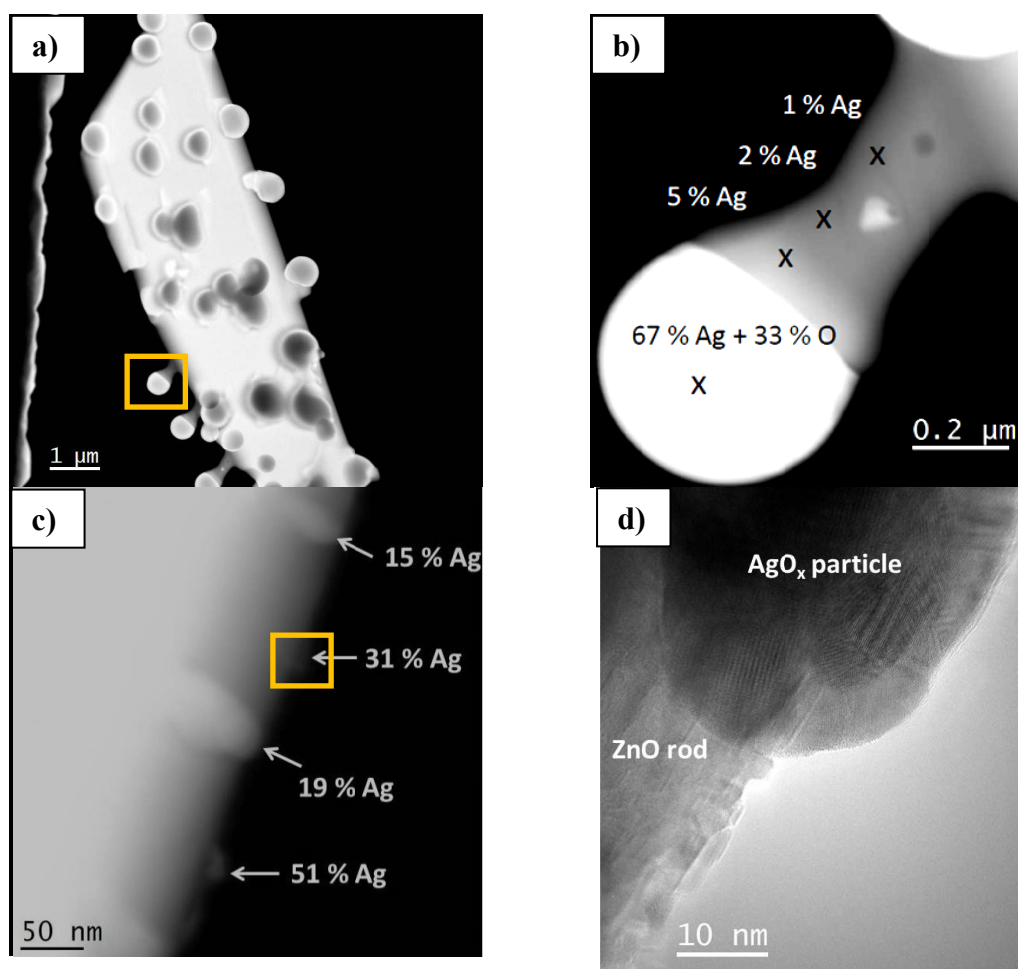 a)
1 μm
b)
1 % Ag
2 % Ag
X
5 % Ag
X
X
67 % Ag + 33 % O
X
0.2 μm
c)
15 % Ag
31 % Ag
19 % Ag
51 % Ag
50 nm
d)
AgOₓ particle
ZnO rod
10 nm